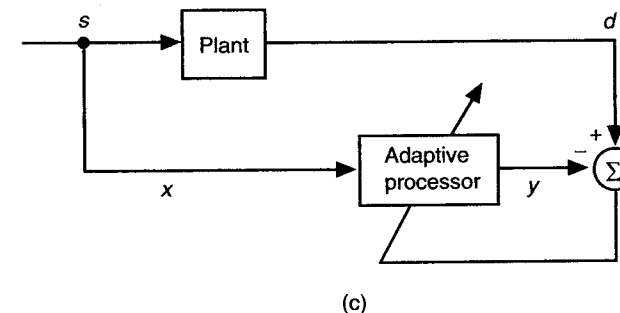 s
d
Plant
+
−
Adaptive
processor
Σ
x
y
(c)